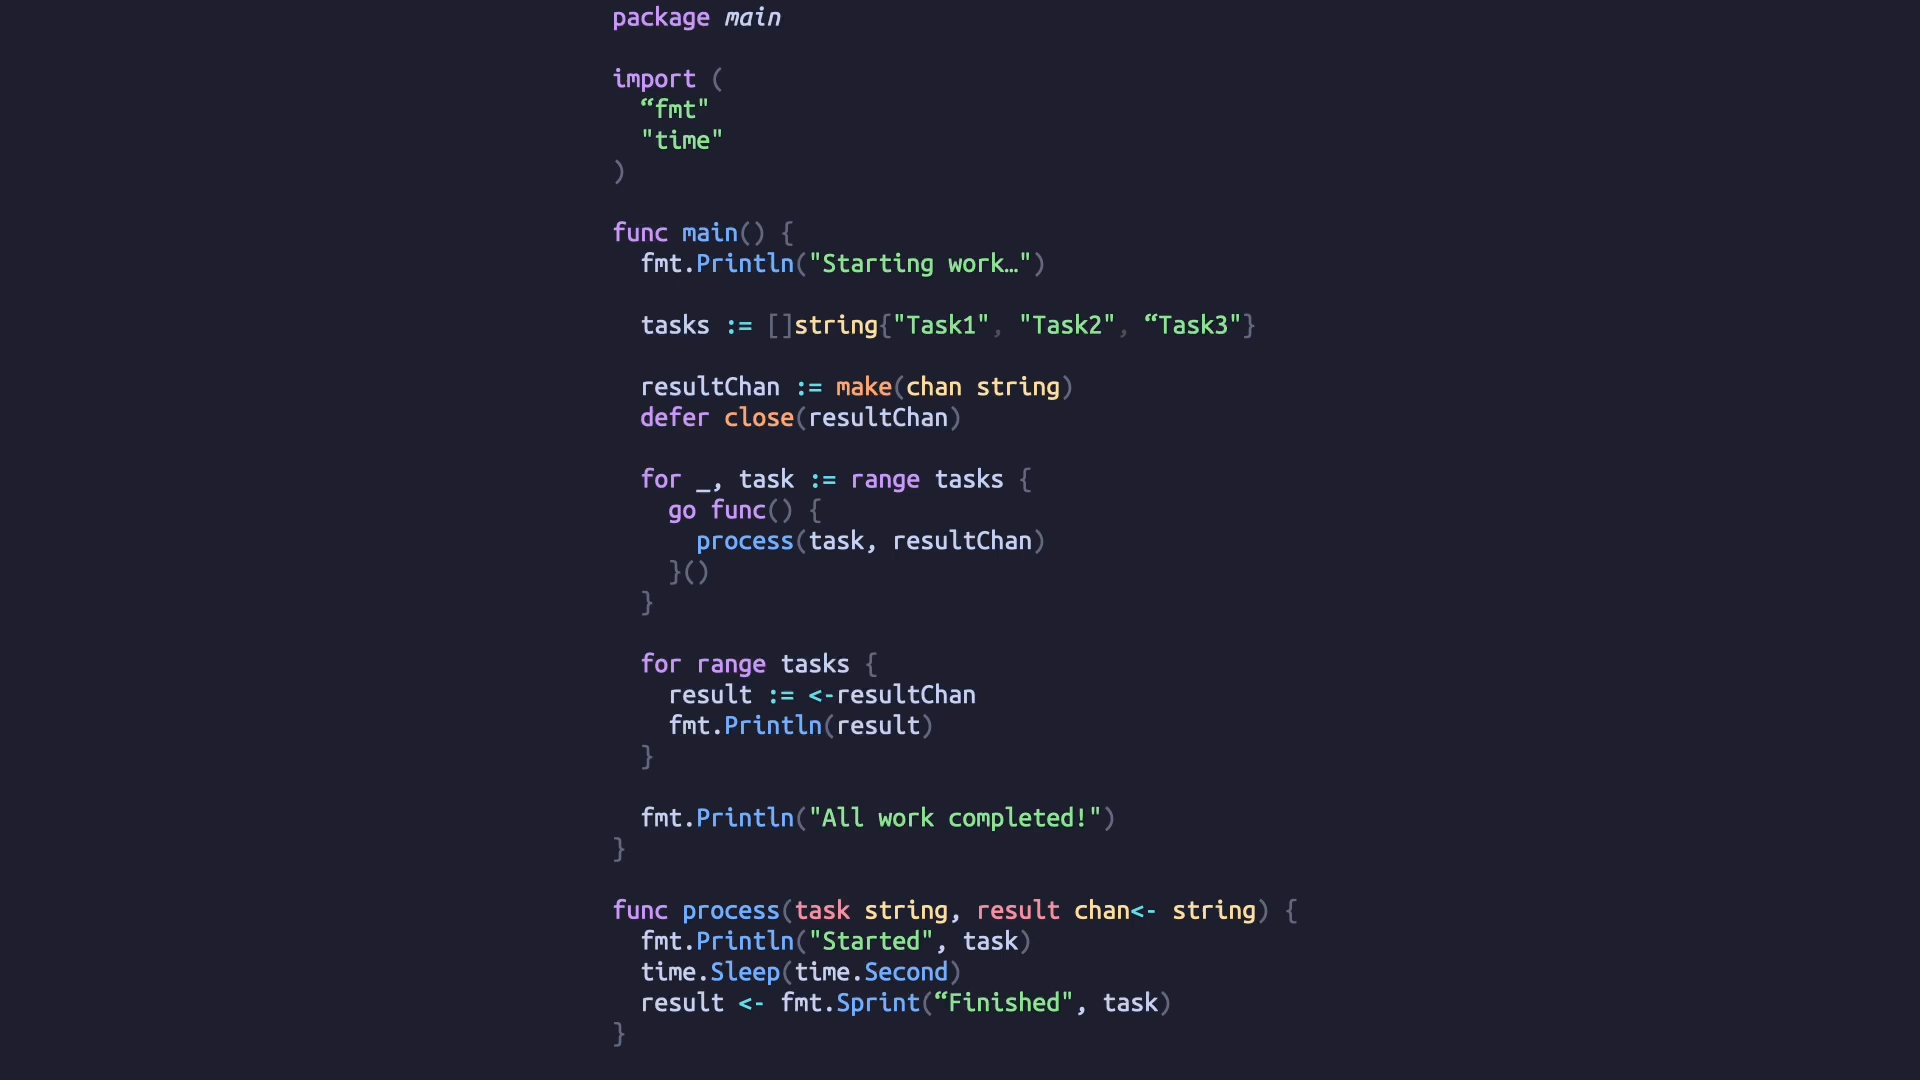 package main
import (
“fmt"
"time"
)
func main() {
fmt.Println("Starting work…")
tasks := []string{"Task1", "Task2", “Task3"}
resultChan := make(chan string)
defer close(resultChan)
for _, task := range tasks {
go func() {
process(task, resultChan)
}()
}
for range tasks {
result := <-resultChan
fmt.Println(result)
}
fmt.Println("All work completed!")
}
func process(task string, result chan<- string) {
fmt.Println("Started", task)
time.Sleep(time.Second)
result <- fmt.Sprint(“Finished", task)
}